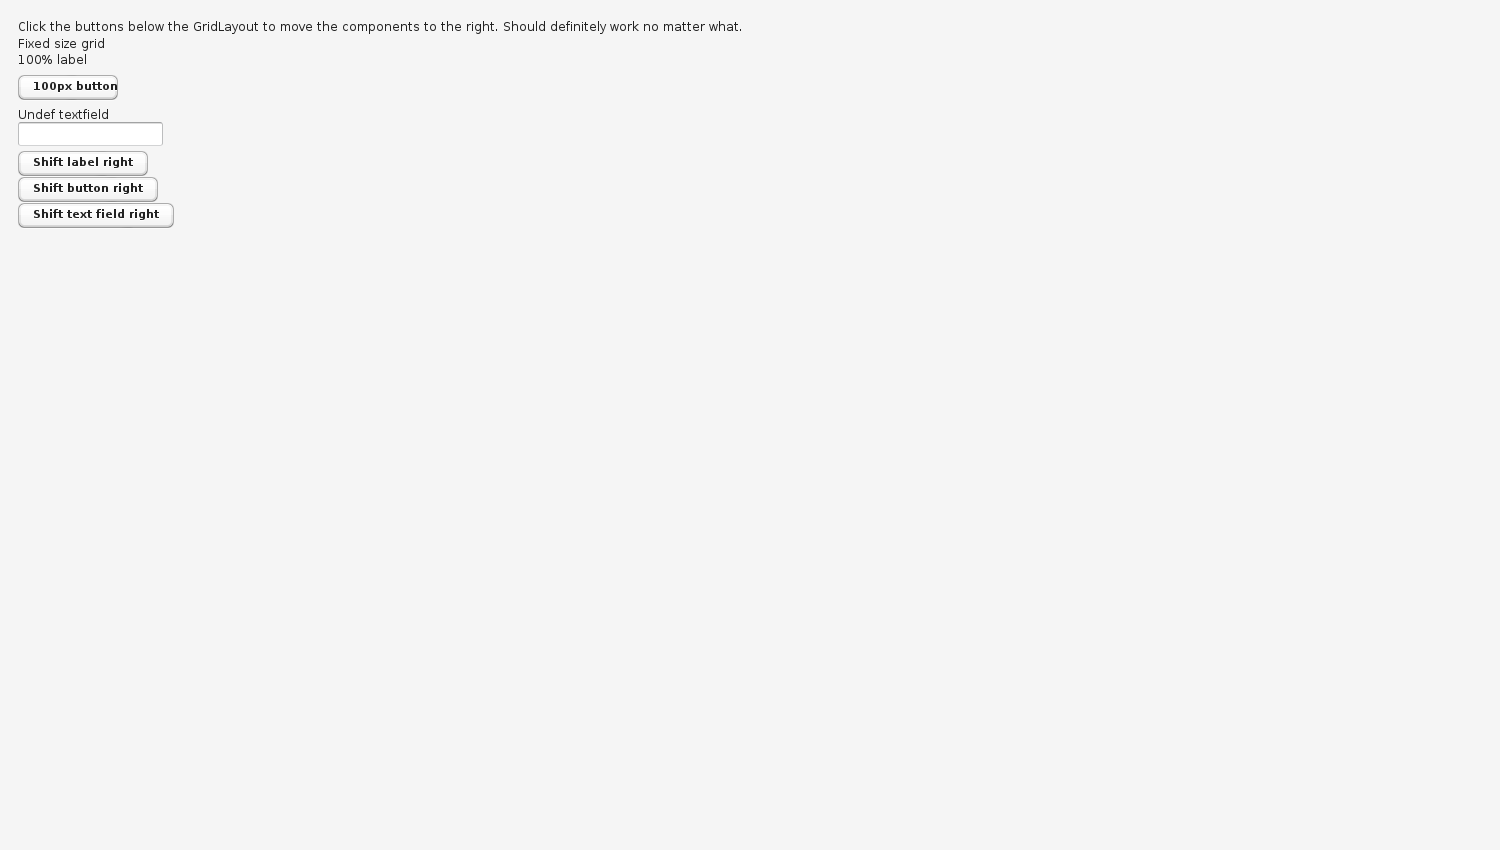 Click the buttons below the GridLayout to move the components to the right. Should definitely work no matter what.
Fixed size grid
100% label
100px button
Undef textfield
Shift label right
Shift button right
Shift text field right